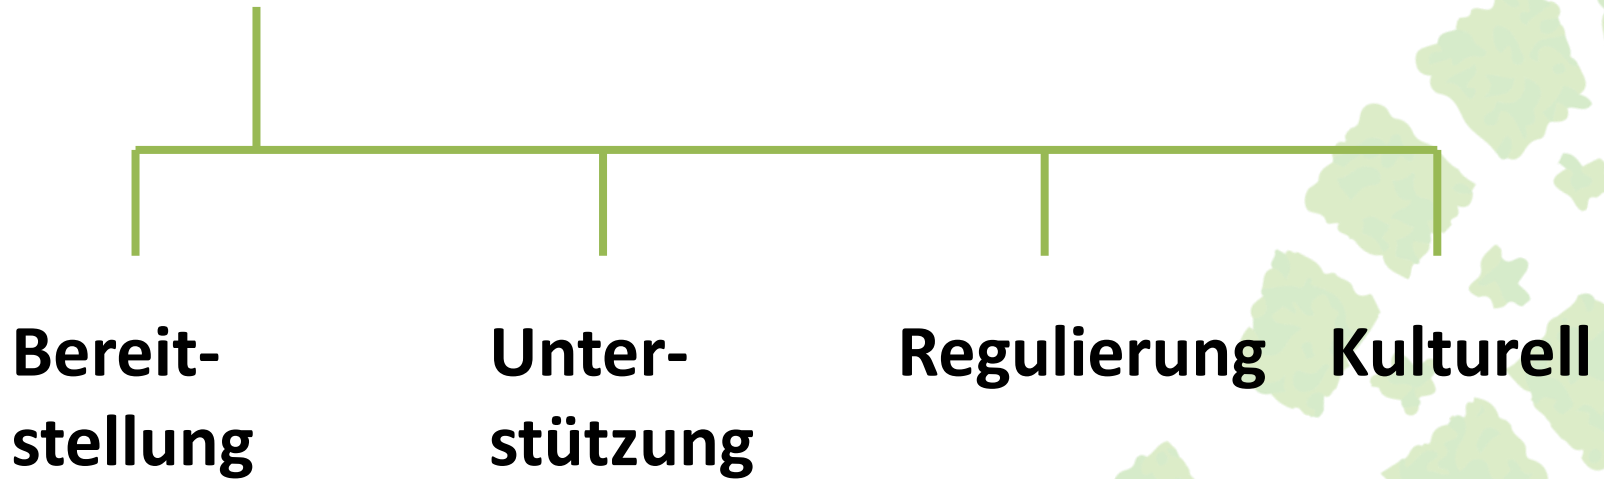 Bereit-
stellung
Unter-
stützung
Regulierung
Kulturell